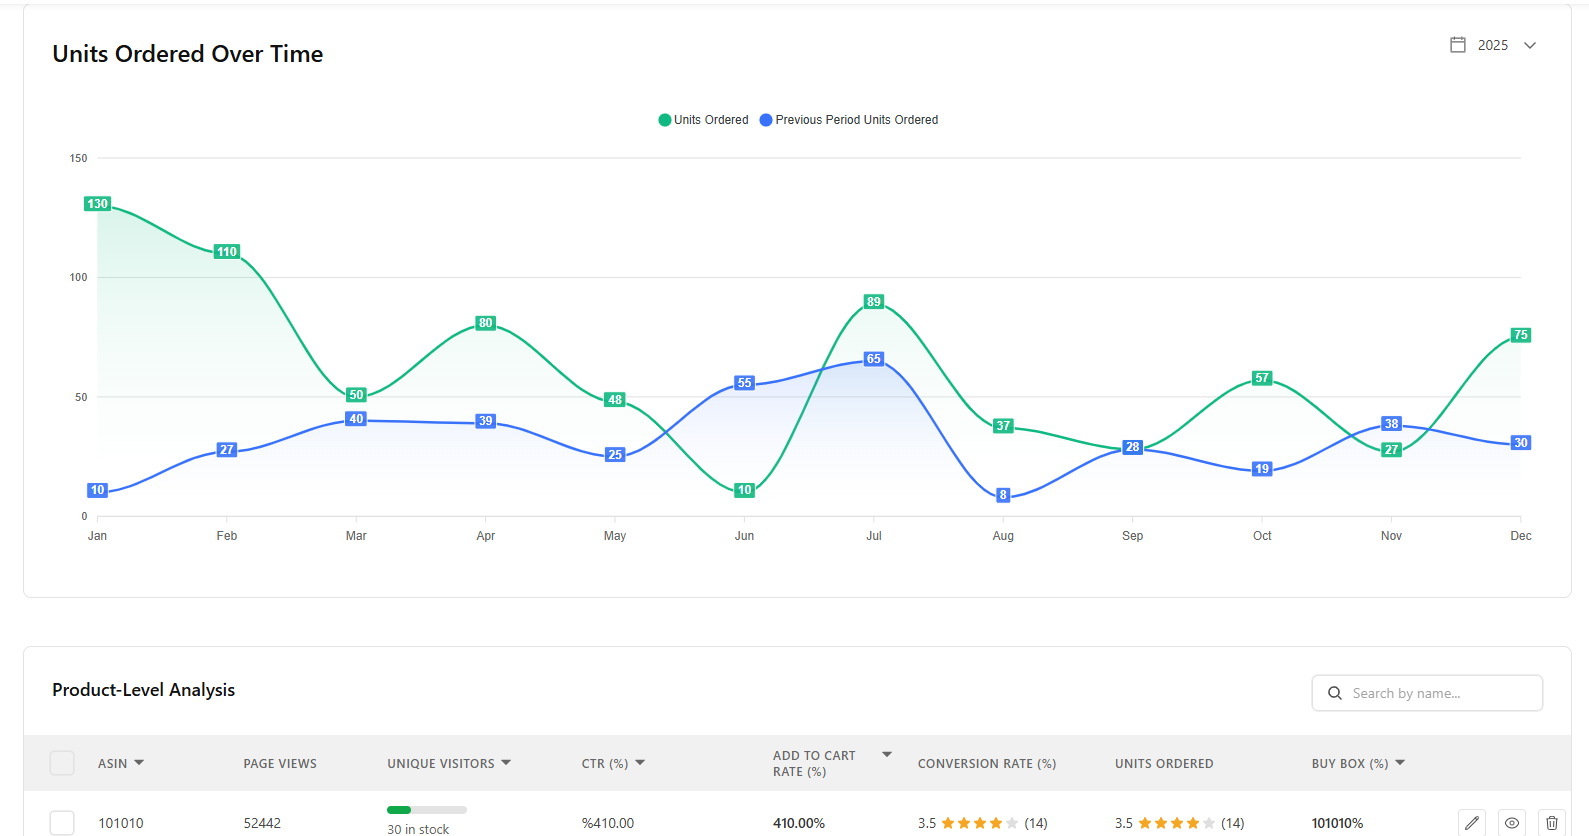 Units Ordered Over Time
2025
Units Ordered Previous Period Units Ordered
150
100
50
0
130 110 50 80 48 10 89 37 57 27 75
10 27 40 39 25 55 65 8 28 19 38 30
Jan Feb Mar Apr May Jun Jul Aug Sep Oct Nov Dec
Product-Level Analysis
Search by name...
ASIN PAGE VIEWS UNIQUE VISITORS CTR (%) ADD TO CART RATE (%) CONVERSION RATE (%) UNITS ORDERED BUY BOX (%)
101010 52442 30 in stock %410.00 410.00% 3.5 (14) 3.5 (14) 101010%